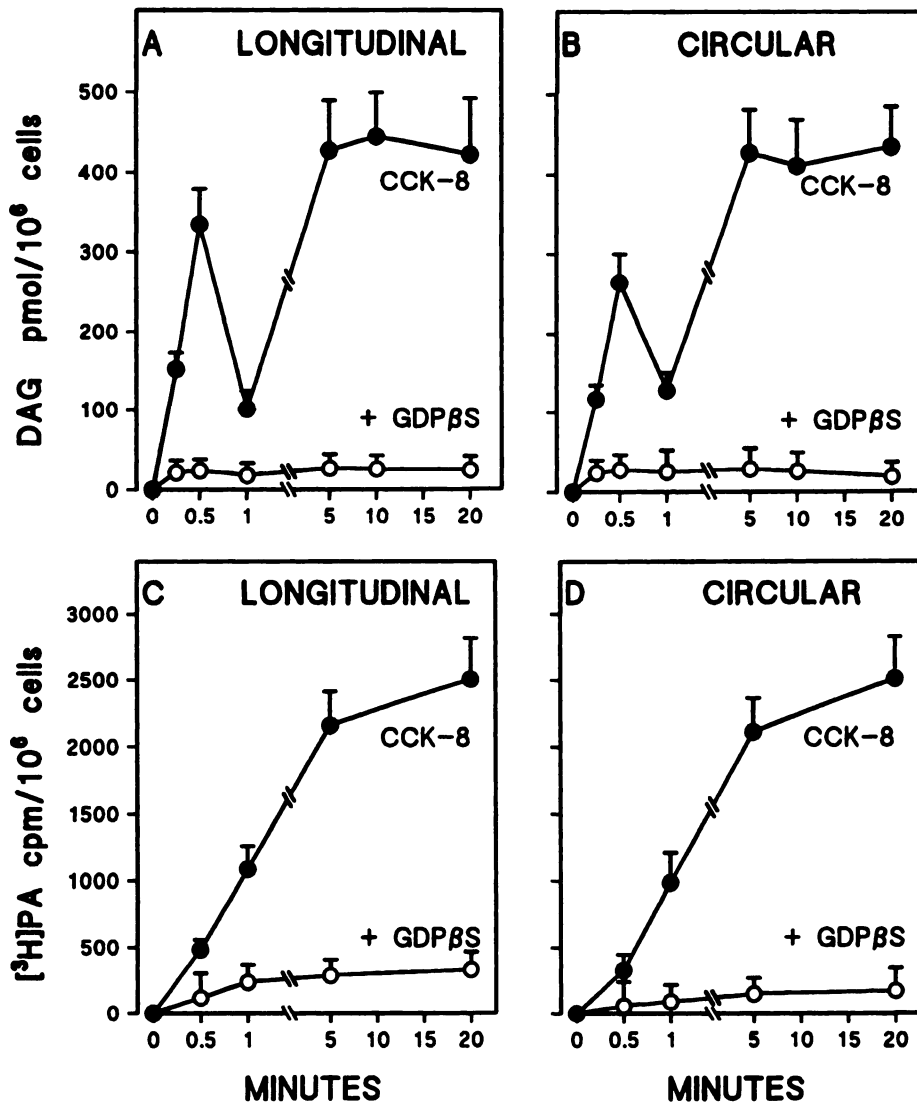 A LONGITUDINAL
DAG pmol/10⁶ cells
500
400
300
200
100
0
CCK-8
+ GDPβS
0 0.5 1 5 10 15 20
B CIRCULAR
CCK-8
+ GDPβS
0 0.5 1 5 10 15 20
C LONGITUDINAL
[³H]PA cpm/10⁶ cells
3000
2500
2000
1500
1000
500
0
CCK-8
+ GDPβS
0 0.5 1 5 10 15 20
MINUTES
D CIRCULAR
CCK-8
+ GDPβS
0 0.5 1 5 10 15 20
MINUTES